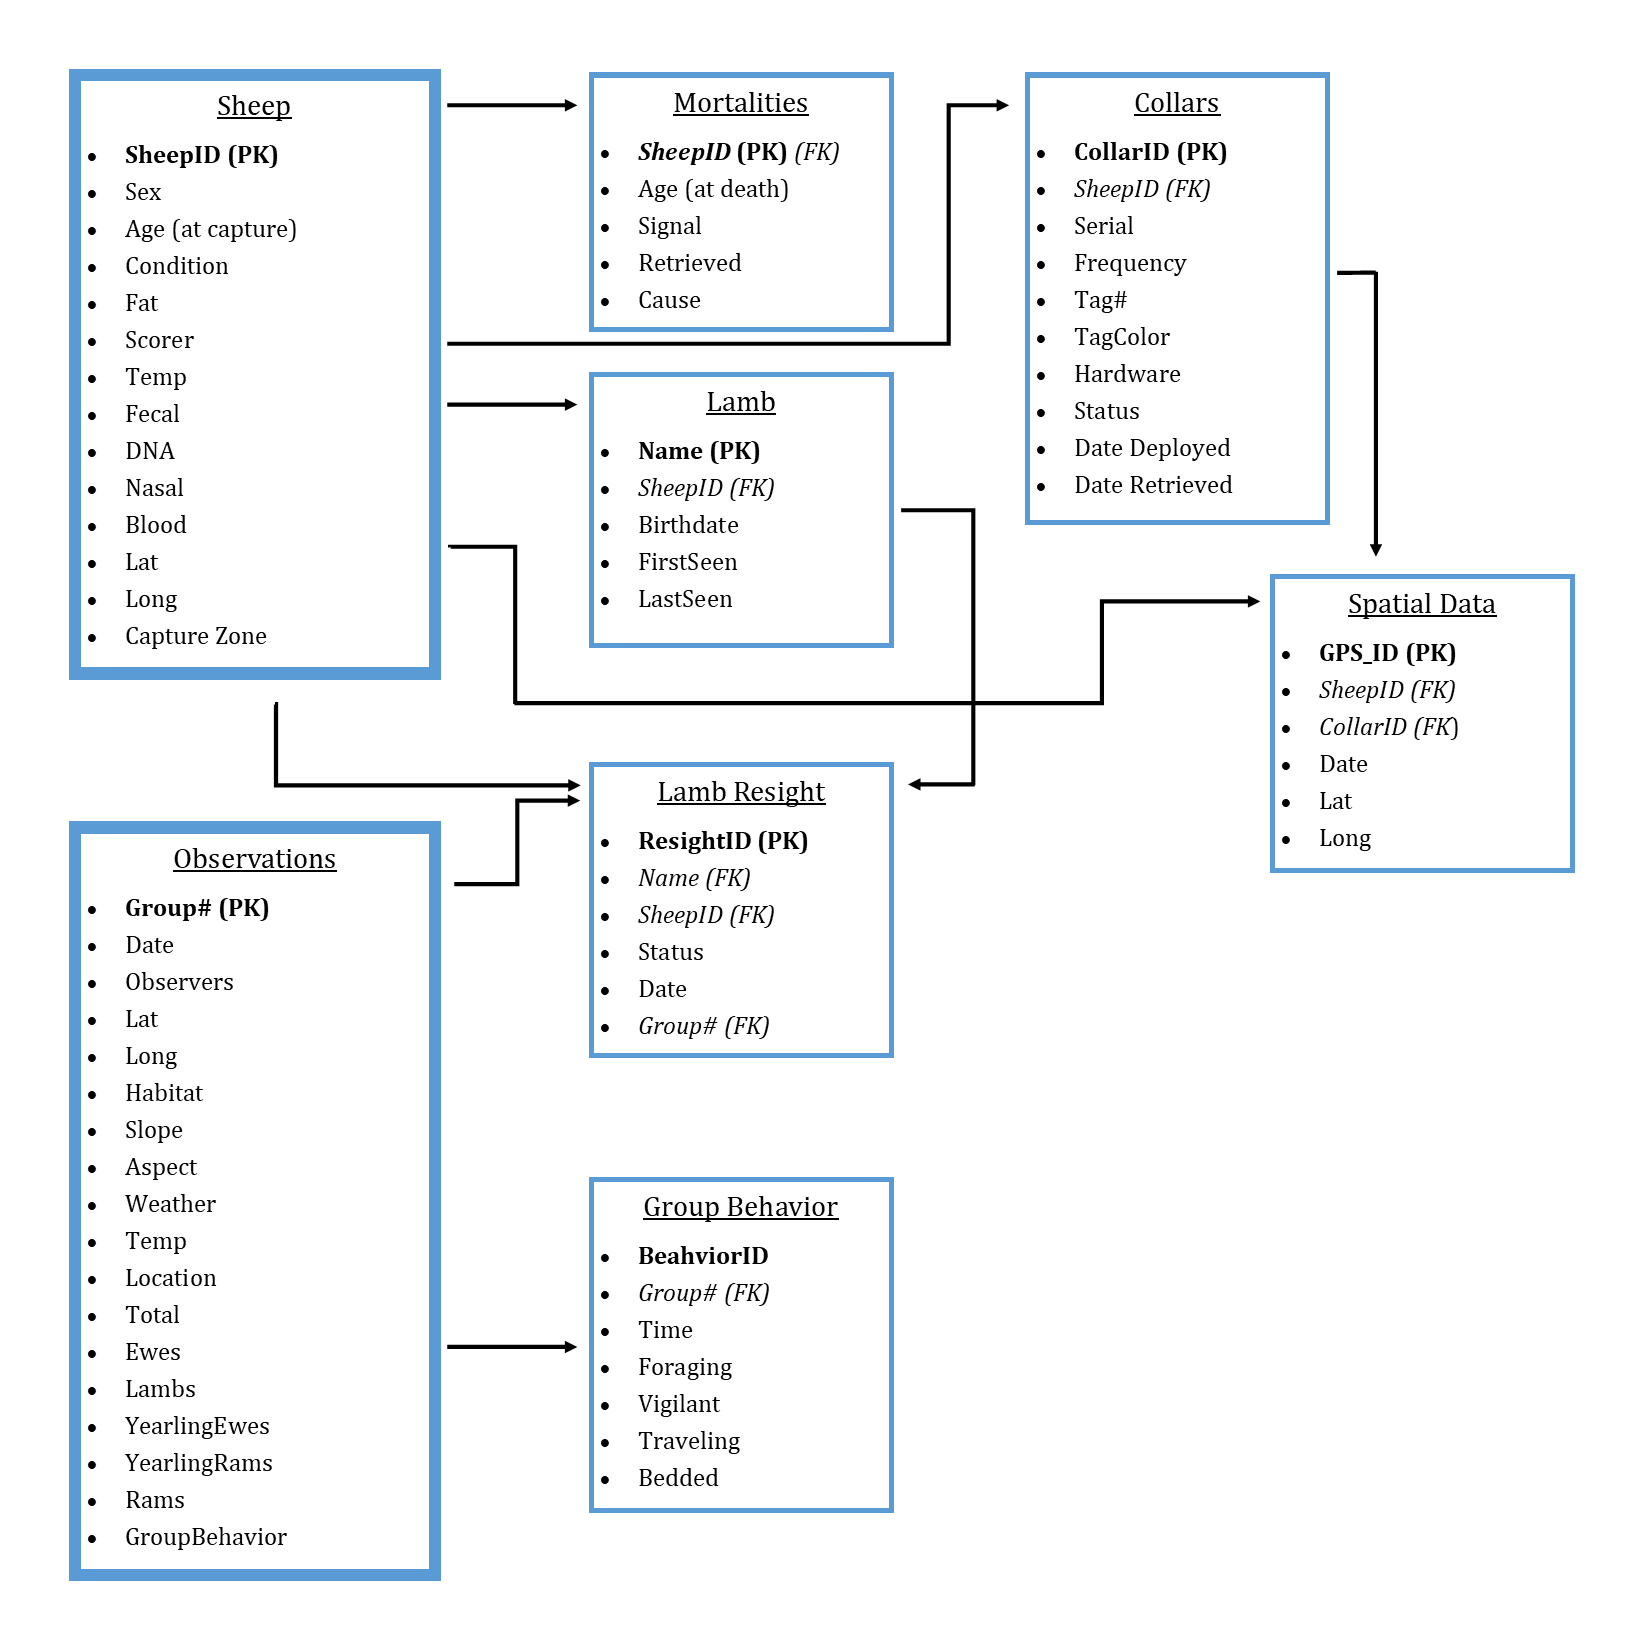 Sheep
SheepID (PK)
Sex
Age (at capture)
Condition
Fat
Scorer
Temp
Fecal
DNA
Nasal
Blood
Lat
Long
Capture Zone
Mortalities
SheepID (PK) (FK)
Age (at death)
Signal
Retrieved
Cause
Collars
CollarID (PK)
SheepID (FK)
Serial
Frequency
Tag#
TagColor
Hardware
Status
Date Deployed
Date Retrieved
Lamb
Name (PK)
SheepID (FK)
Birthdate
FirstSeen
LastSeen
Spatial Data
GPS_ID (PK)
SheepID (FK)
CollarID (FK)
Date
Lat
Long
Lamb Resight
ResightID (PK)
Name (FK)
SheepID (FK)
Status
Date
Group# (FK)
Observations
Group# (PK)
Date
Observers
Lat
Long
Habitat
Slope
Aspect
Weather
Temp
Location
Total
Ewes
Lambs
YearlingEwes
YearlingRams
Rams
GroupBehavior
Group Behavior
BeahviorID
Group# (FK)
Time
Foraging
Vigilant
Traveling
Bedded